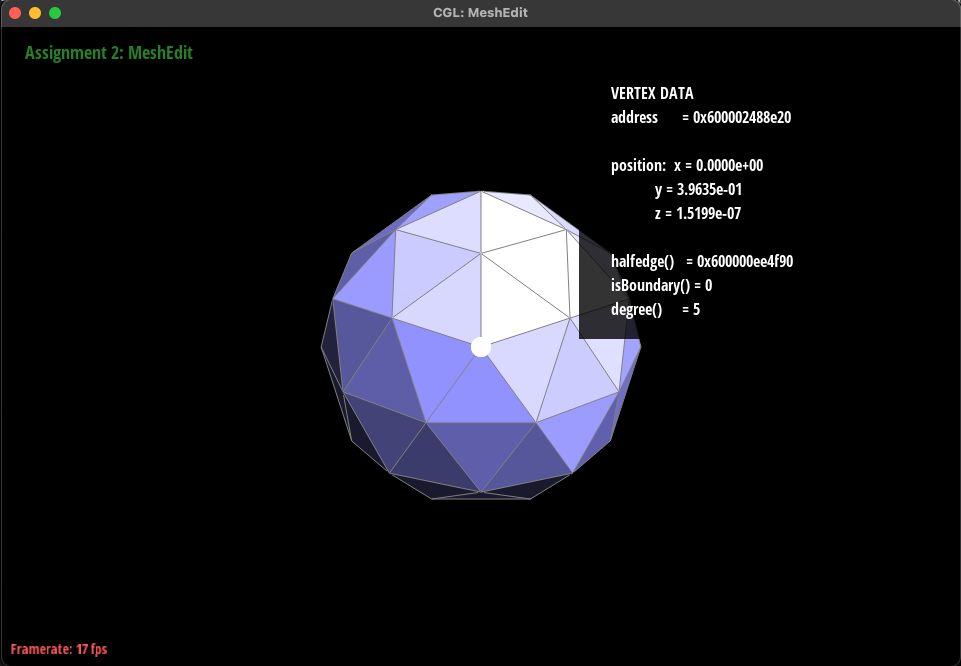 CGL: MeshEdit
Assignment 2: MeshEdit
VERTEX DATA
address = 0x600002488e20
position: x = 0.0000e+00
y = 3.9635e-01
z = 1.5199e-07
halfedge() = 0x600000ee4f90
isBoundary() = 0
degree() = 5
Framerate: 17 fps